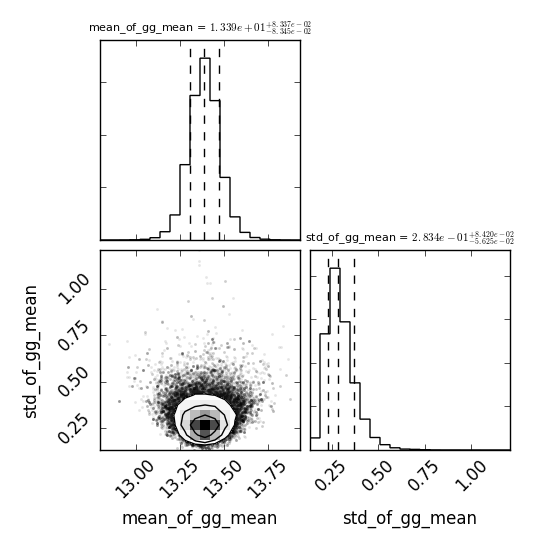 mean_of_gg_mean = 1.339e+01+8.337e−02−8.345e−02
std_of_gg_mean = 2.834e−01+8.420e−02−5.625e−02
1.00
0.75
0.50
0.25
std_of_gg_mean
13.00 13.25 13.50 13.75
0.25 0.50 0.75 1.00
mean_of_gg_mean
std_of_gg_mean